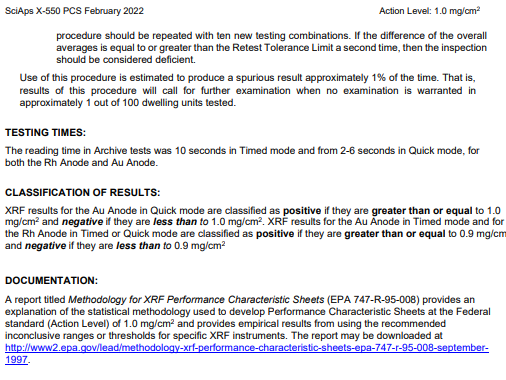 SciAps X-550 PCS February 2022 Action Level: 1.0 mg/cm²
procedure should be repeated with ten new testing combinations. If the difference of the overall
averages is equal to or greater than the Retest Tolerance Limit a second time, then the inspection
should be considered deficient.
Use of this procedure is estimated to produce a spurious result approximately 1% of the time. That is,
results of this procedure will call for further examination when no examination is warranted in
approximately 1 out of 100 dwelling units tested.
TESTING TIMES:
The reading time in Archive tests was 10 seconds in Timed mode and from 2-6 seconds in Quick mode, for
both the Rh Anode and Au Anode.
CLASSIFICATION OF RESULTS:
XRF results for the Au Anode in Quick mode are classified as positive if they are greater than or equal to 1.0
mg/cm² and negative if they are less than to 1.0 mg/cm². XRF results for the Au Anode in Timed mode and for
the Rh Anode in Timed or Quick mode are classified as positive if they are greater than or equal to 0.9 mg/cm
and negative if they are less than to 0.9 mg/cm²
DOCUMENTATION:
A report titled Methodology for XRF Performance Characteristic Sheets (EPA 747-R-95-008) provides an
explanation of the statistical methodology used to develop Performance Characteristic Sheets at the Federal
standard (Action Level) of 1.0 mg/cm² and provides empirical results from using the recommended
inconclusive ranges or thresholds for specific XRF instruments. The report may be downloaded at
http://www2.epa.gov/lead/methodology-xrf-performance-characteristic-sheets-epa-747-r-95-008-september-
1997.